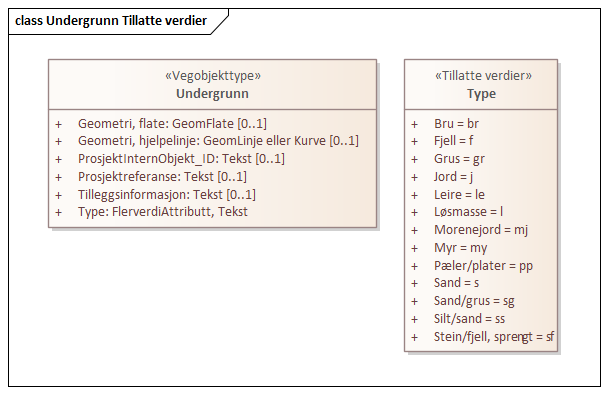 class Undergrunn Tillatte verdier
«Vegobjekttype»
Undergrunn
+ Geometri, flate: GeomFlate [0..1]
+ Geometri, hjelpelinje: GeomLinje eller Kurve [0..1]
+ ProsjektInternObjekt_ID: Tekst [0..1]
+ Prosjektreferanse: Tekst [0..1]
+ Tilleggsinformasjon: Tekst [0..1]
+ Type: FlerverdiAttributt, Tekst
«Tillatte verdier»
Type
+ Bru = br
+ Fjell = f
+ Grus = gr
+ Jord = j
+ Leire = le
+ Løsmasse = l
+ Morenejord = mj
+ Myr = my
+ Pæler/plater = pp
+ Sand = s
+ Sand/grus = sg
+ Silt/sand = ss
+ Stein/fjell, sprengt = sf